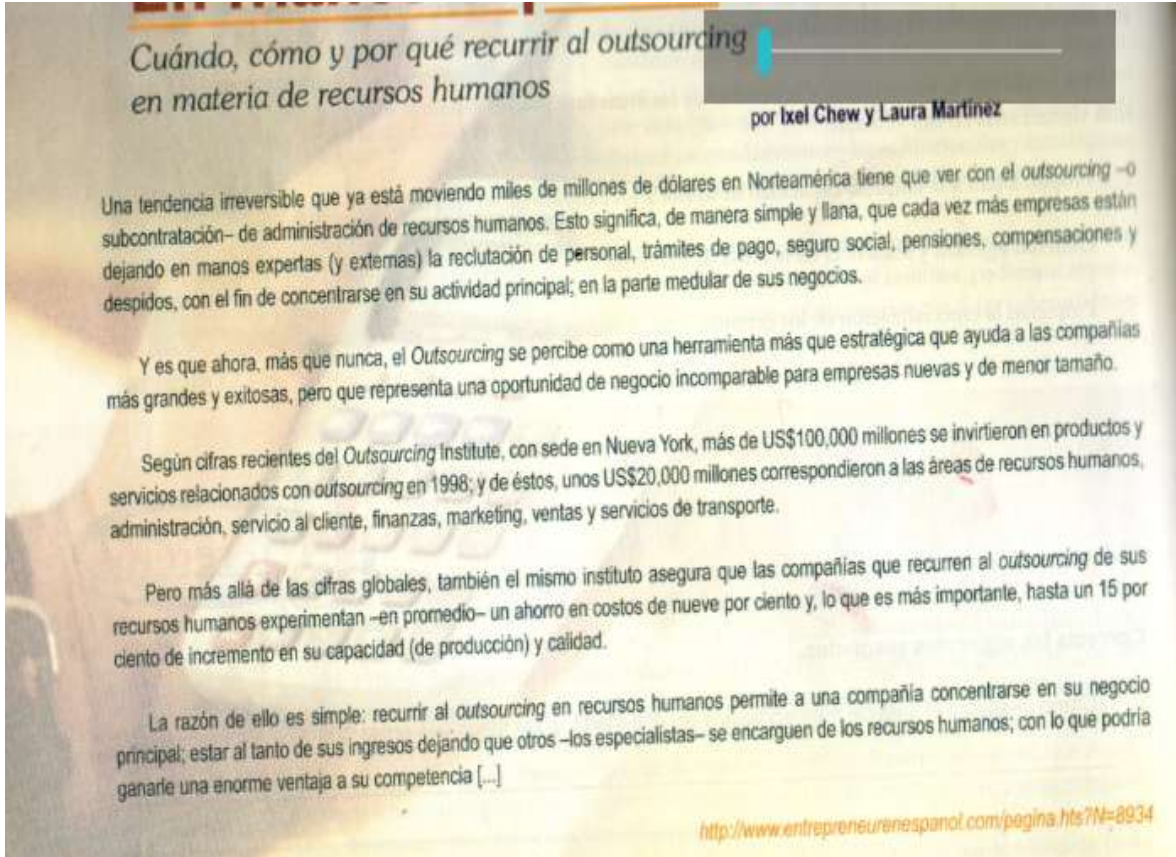 Cuándo, cómo y por qué recurrir al outsourcing
en materia de recursos humanos
por Ixel Chew y Laura Martínez
Una tendencia irreversible que ya está moviendo miles de millones de dólares en Norteamérica tiene que ver con el outsourcing –o
subcontratación– de administración de recursos humanos. Esto significa, de manera simple y llana, que cada vez más empresas están
dejando en manos expertas (y externas) la reclutación de personal, trámites de pago, seguro social, pensiones, compensaciones y
despidos, con el fin de concentrarse en su actividad principal; en la parte medular de sus negocios.
Y es que ahora, más que nunca, el Outsourcing se percibe como una herramienta más que estratégica que ayuda a las compañías
más grandes y exitosas, pero que representa una oportunidad de negocio incomparable para empresas nuevas y de menor tamaño.
Según cifras recientes del Outsourcing Institute, con sede en Nueva York, más de US$100,000 millones se invirtieron en productos y
servicios relacionados con outsourcing en 1998; y de éstos, unos US$20,000 millones correspondieron a las áreas de recursos humanos,
administración, servicio al cliente, finanzas, marketing, ventas y servicios de transporte.
Pero más allá de las cifras globales, también el mismo instituto asegura que las compañías que recurren al outsourcing de sus
recursos humanos experimentan –en promedio– un ahorro en costos de nueve por ciento y, lo que es más importante, hasta un 15 por
ciento de incremento en su capacidad (de producción) y calidad.
La razón de ello es simple: recurrir al outsourcing en recursos humanos permite a una compañía concentrarse en su negocio
principal; estar al tanto de sus ingresos dejando que otros –los especialistas– se encarguen de los recursos humanos; con lo que podría
ganarle una enorme ventaja a su competencia [...]
http://www.entrepreneurenespanol.com/pagina.hts?N=8934